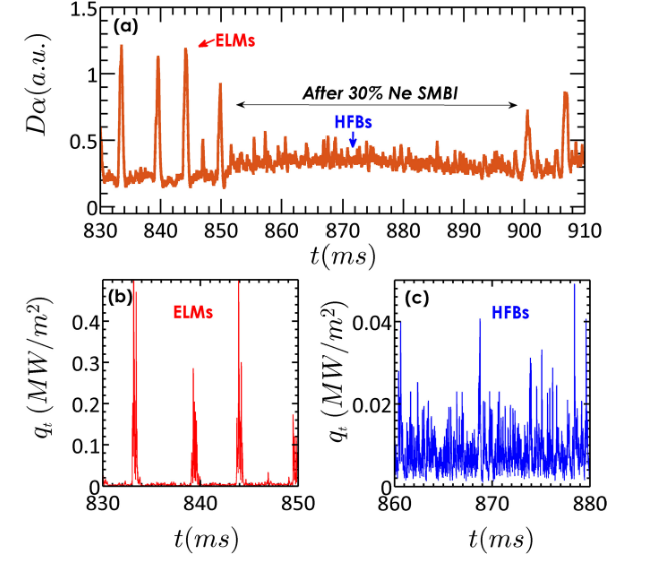 (a)
ELMs
After 30% Ne SMBI
HFBs
Dα(a.u.)
1.5
1
0.5
0
830 840 850 860 870 880 890 900 910
t(ms)
(b)
ELMs
q_t (MW/m²)
0.4
0.3
0.2
0.1
0
830 840 850
t(ms)
(c)
HFBs
q_t (MW/m²)
0.04
0.02
0
860 870 880
t(ms)